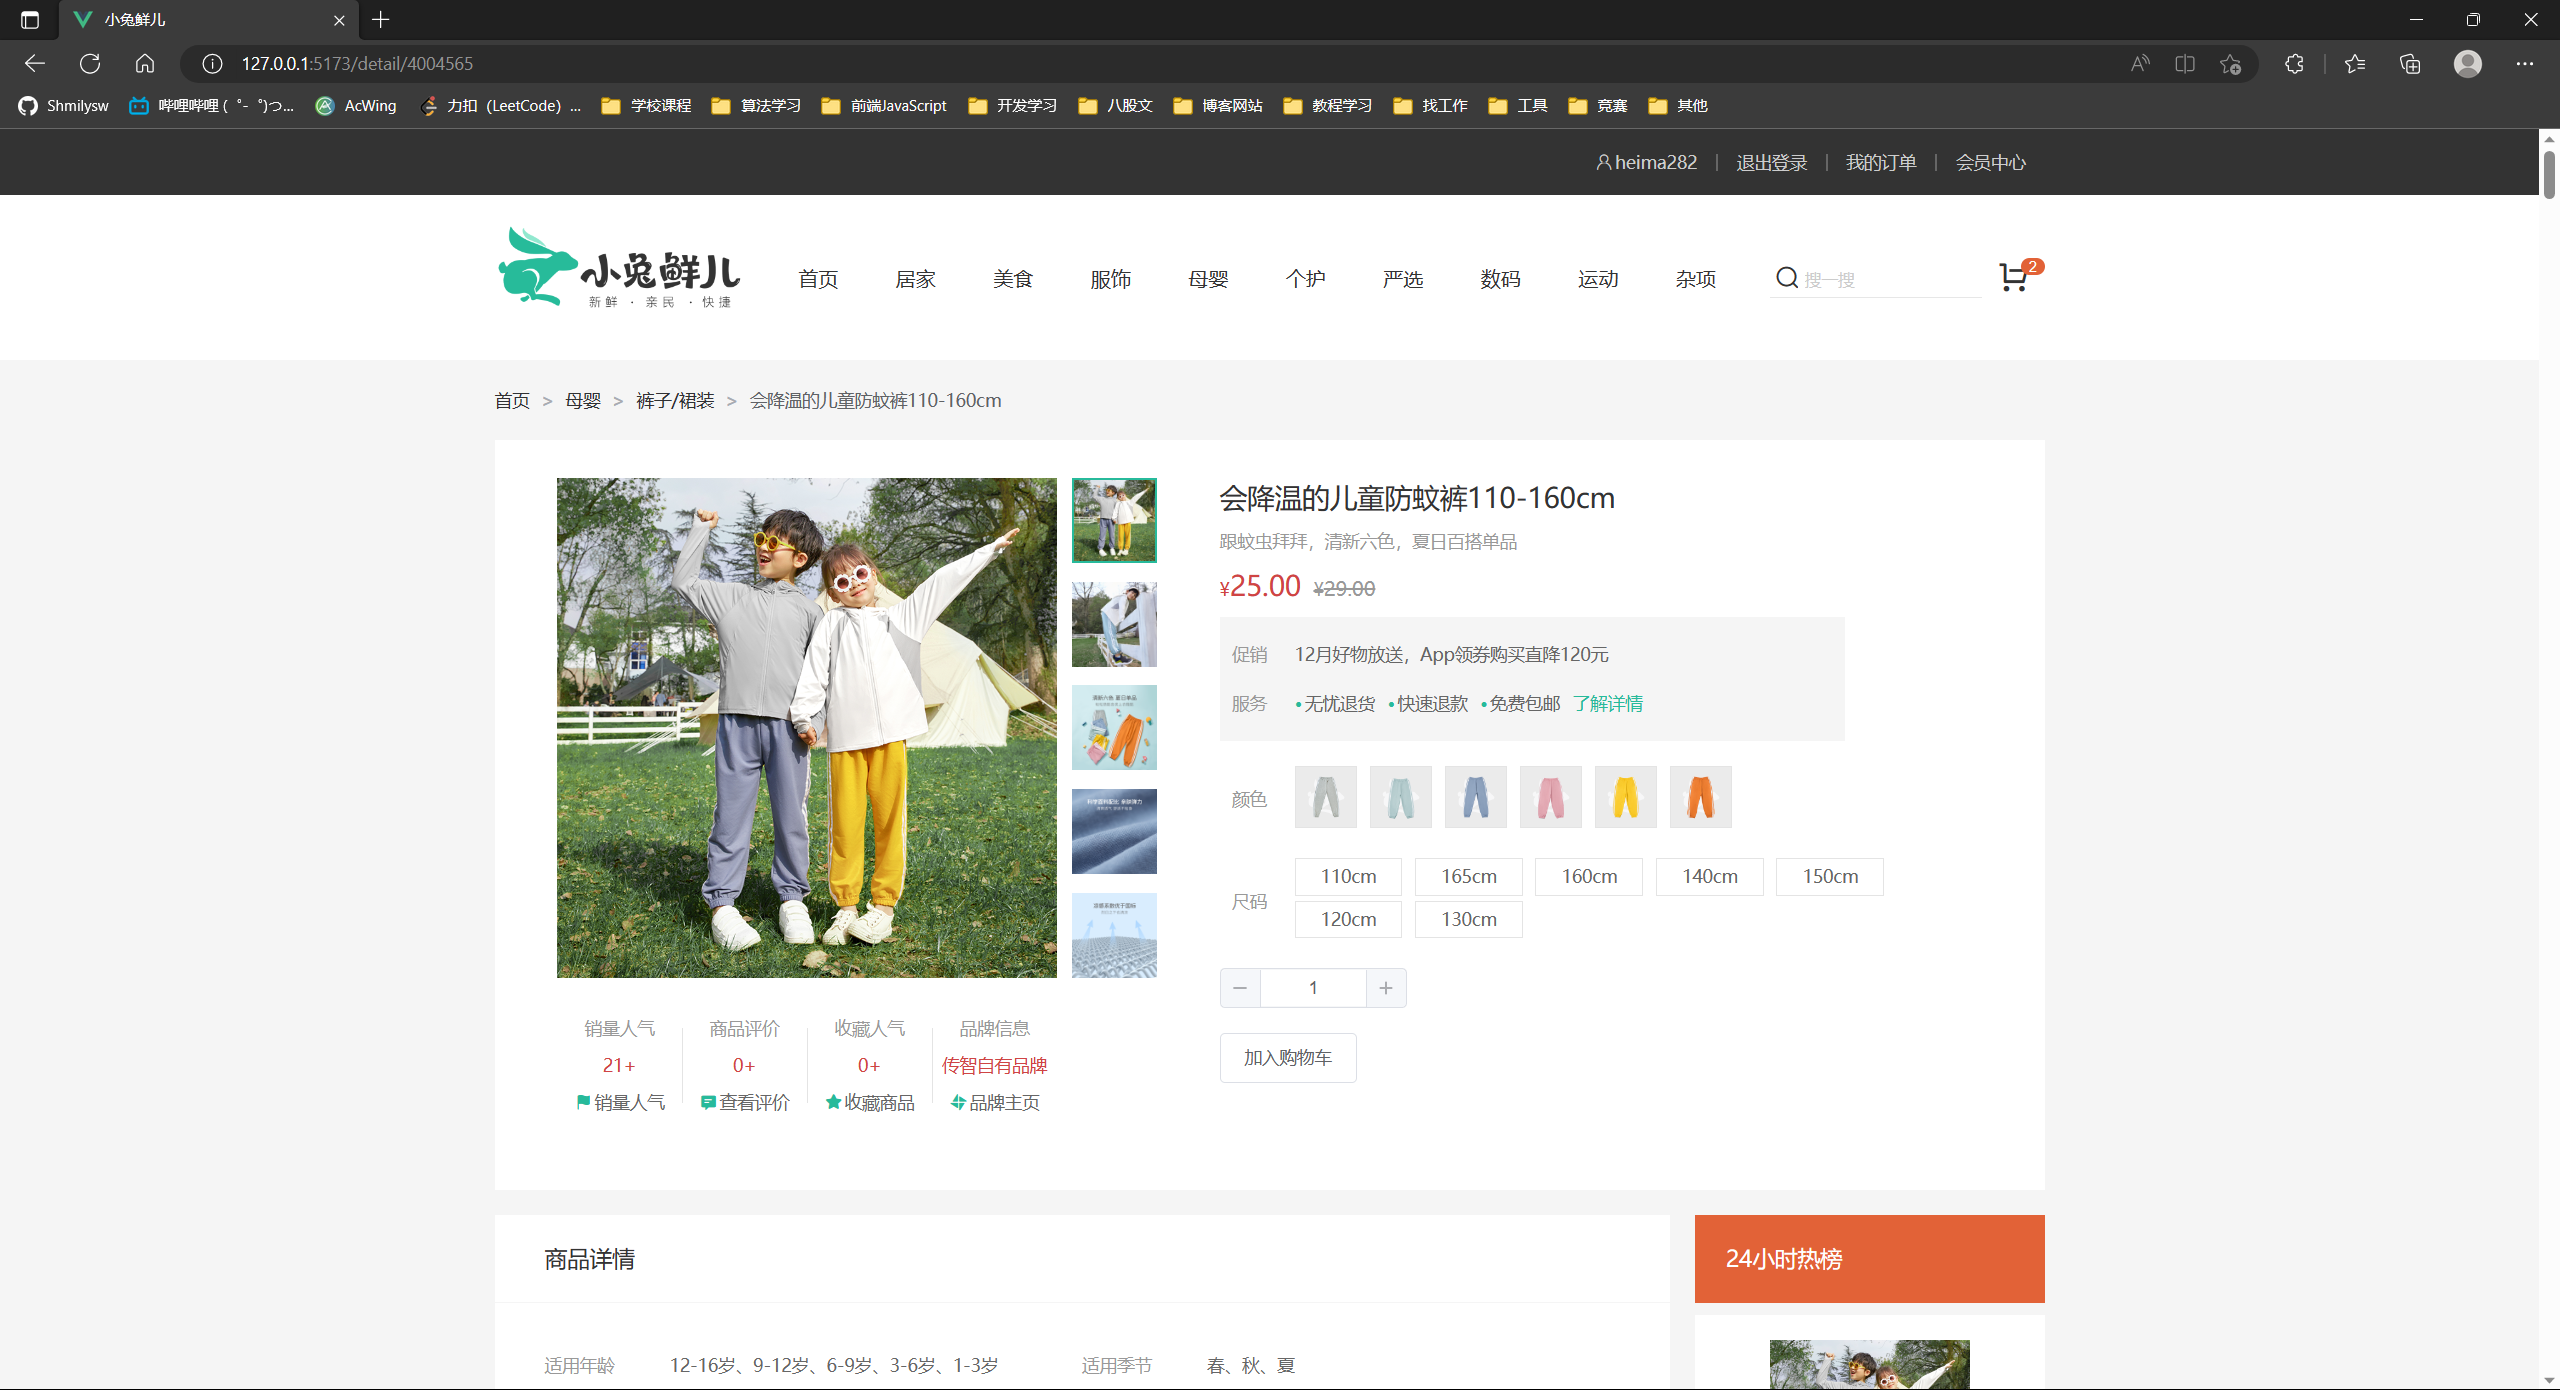 小兔鲜儿
127.0.0.1:5173/detail/4004565
Shmilysw 哔哩哔哩 ( ゜- ゜)つ... AcWing 力扣（LeetCode）... 学校课程 算法学习 前端JavaScript 开发学习 八股文 博客网站 教程学习 找工作 工具 竞赛 其他
heima282 退出登录 我的订单 会员中心
小兔鲜儿
新鲜 · 亲民 · 快捷
首页 居家 美食 服饰 母婴 个护 严选 数码 运动 杂项 搜一搜 2
首页 > 母婴 > 裤子/裙装 > 会降温的儿童防蚊裤110-160cm
会降温的儿童防蚊裤110-160cm
跟蚊虫拜拜，清新六色，夏日百搭单品
¥25.00 ¥29.00
促销 12月好物放送，App领券购买直降120元
服务 •无忧退货 •快速退款 •免费包邮 了解详情
颜色
尺码 110cm 165cm 160cm 140cm 150cm
120cm 130cm
1
加入购物车
销量人气 商品评价 收藏人气 品牌信息
21+ 0+ 0+ 传智自有品牌
销量人气 查看评价 收藏商品 品牌主页
商品详情
适用年龄 12-16岁、9-12岁、6-9岁、3-6岁、1-3岁 适用季节 春、秋、夏
24小时热榜